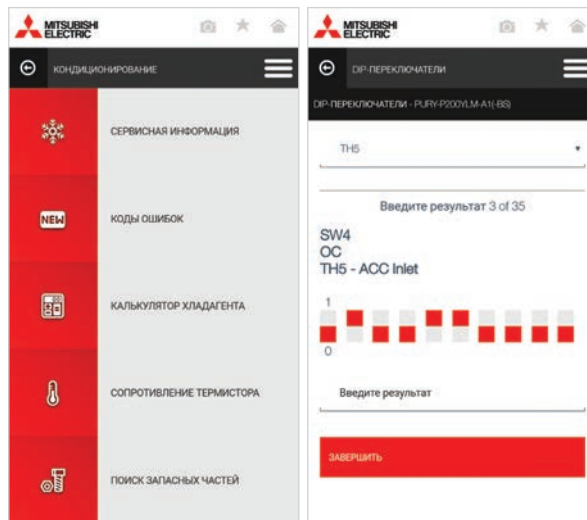 MITSUBISHI
ELECTRIC
КОНДИЦИОНИРОВАНИЕ
СЕРВИСНАЯ ИНФОРМАЦИЯ
NEW
КОДЫ ОШИБОК
КАЛЬКУЛЯТОР ХЛАДАГЕНТА
СОПРОТИВЛЕНИЕ ТЕРМИСТОРА
ПОИСК ЗАПАСНЫХ ЧАСТЕЙ
MITSUBISHI
ELECTRIC
DIP-ПЕРЕКЛЮЧАТЕЛИ
DIP-ПЕРЕКЛЮЧАТЕЛИ - PURY-P200YLM-A1(-BS)
TH5
Введите результат 3 of 35
SW4
OC
TH5 - ACC Inlet
1
0
Введите результат
ЗАВЕРШИТЬ